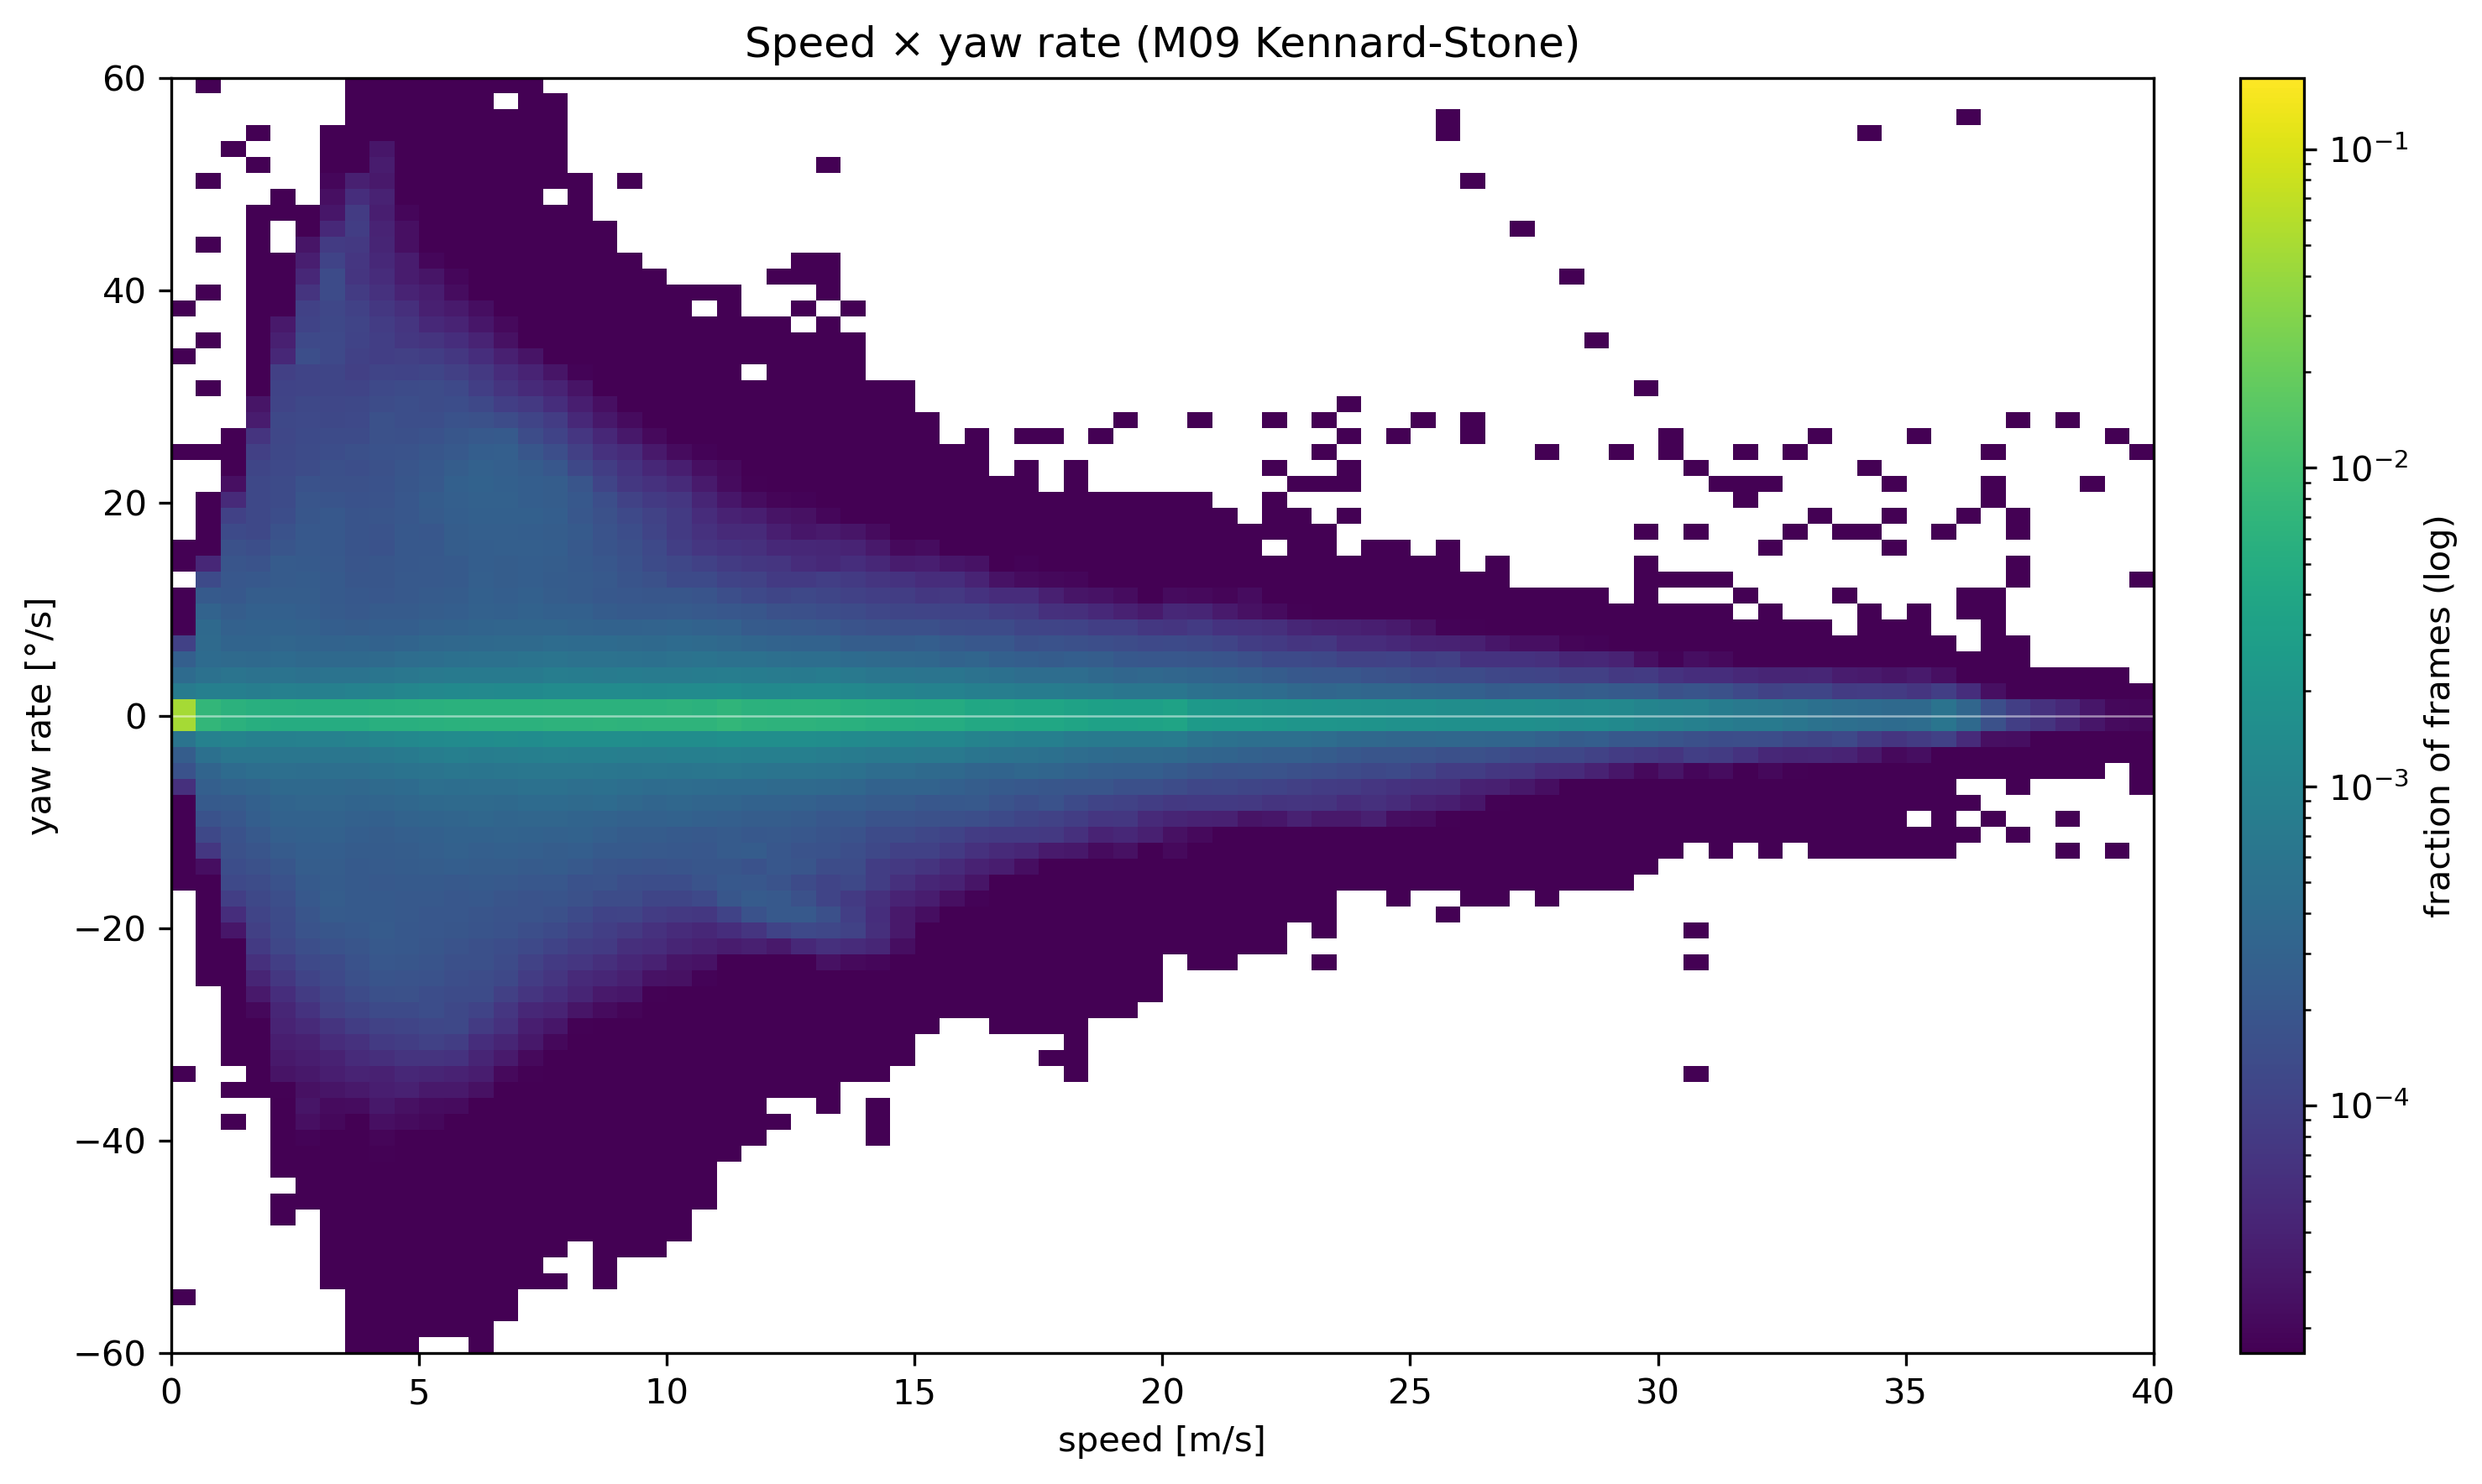 Speed × yaw rate (M09 Kennard-Stone)
yaw rate [°/s]
60
40
20
0
−20
−40
−60
0 5 10 15 20 25 30 35 40
speed [m/s]
10⁻¹
10⁻²
10⁻³
10⁻⁴
fraction of frames (log)